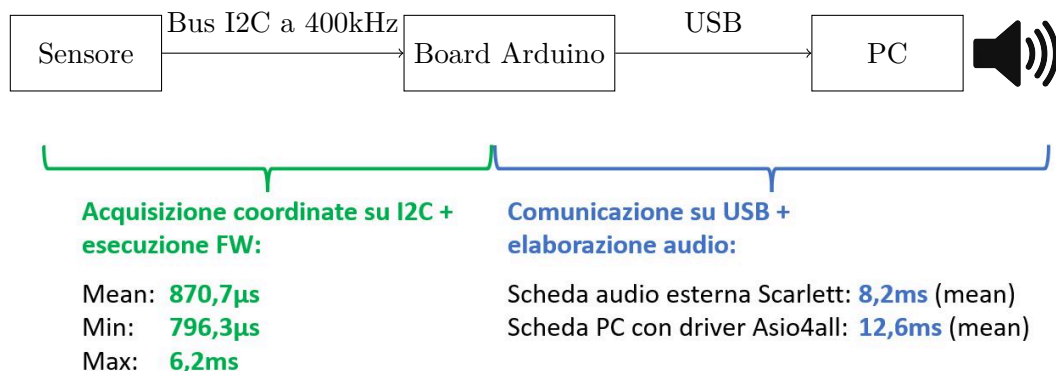 Bus I2C a 400kHz
USB
Sensore
Board Arduino
PC
Acquisizione coordinate su I2C +
esecuzione FW:
Mean: 870,7µs
Min: 796,3µs
Max: 6,2ms
Comunicazione su USB +
elaborazione audio:
Scheda audio esterna Scarlett: 8,2ms (mean)
Scheda PC con driver Asio4all: 12,6ms (mean)